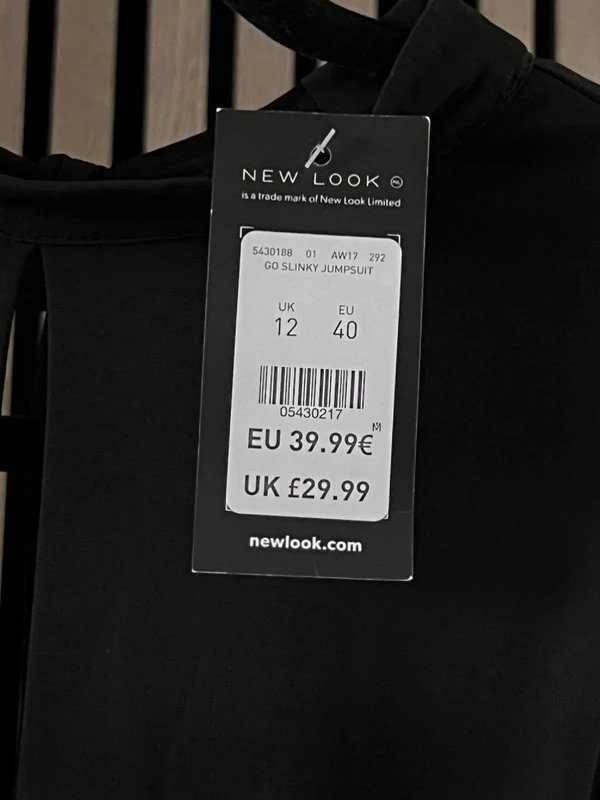 NEW LOOK NL
is a trade mark of New Look Limited
5430188 01 AW17 292
GO SLINKY JUMPSUIT
UK EU
12 40
05430217
M
EU 39.99€
UK £29.99
newlook.com